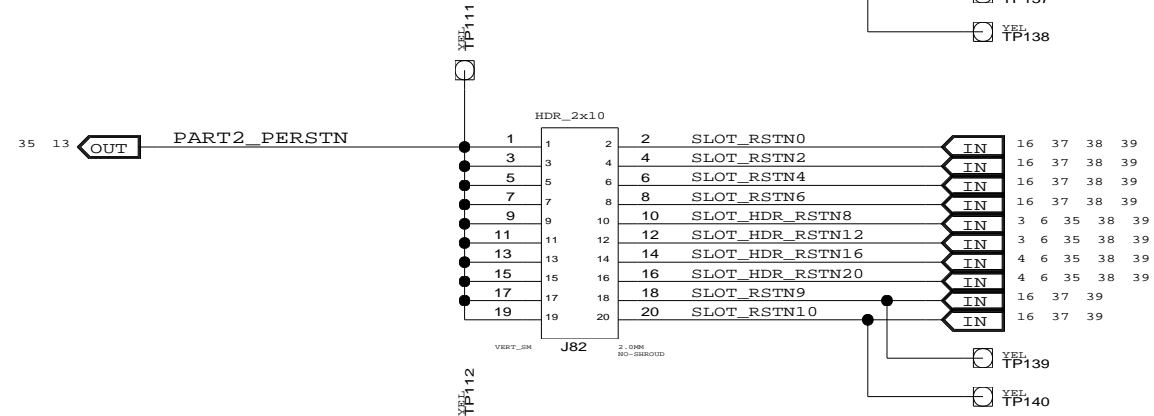 TP137
YEL
TP138
YEL
TP111
HDR_2x10
35 13 OUT PART2_PERSTN
1 1 2 2 SLOT_RSTN0 IN 16 37 38 39
3 3 4 4 SLOT_RSTN2 IN 16 37 38 39
5 5 6 6 SLOT_RSTN4 IN 16 37 38 39
7 7 8 8 SLOT_RSTN6 IN 16 37 38 39
9 9 10 10 SLOT_HDR_RSTN8 IN 3 6 35 38 39
11 11 12 12 SLOT_HDR_RSTN12 IN 3 6 35 38 39
13 13 14 14 SLOT_HDR_RSTN16 IN 4 6 35 38 39
15 15 16 16 SLOT_HDR_RSTN20 IN 4 6 35 38 39
17 17 18 18 SLOT_RSTN9 IN 16 37 39
19 19 20 20 SLOT_RSTN10 IN 16 37 39
VERT_SM J82 2.0MM
NO-SHROUD
YEL
TP139
YEL
TP112
YEL
TP140